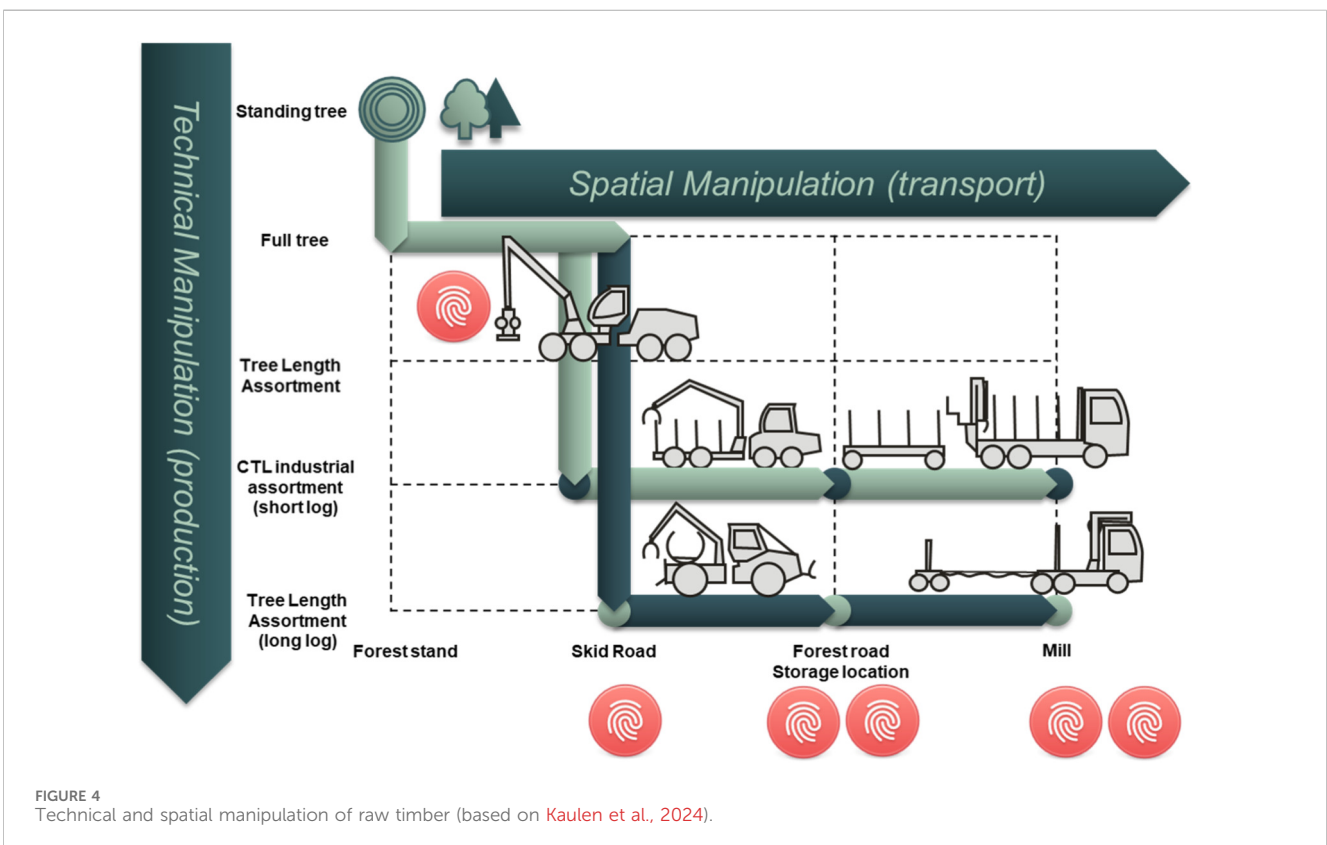 Technical Manipulation (production)
Standing tree
Spatial Manipulation (transport)
Full tree
Tree Length
Assortment
CTL industrial
assortment
(short log)
Tree Length
Assortment
(long log)
Forest stand
Skid Road
Forest road
Storage location
Mill
FIGURE 4
Technical and spatial manipulation of raw timber (based on Kaulen et al., 2024).